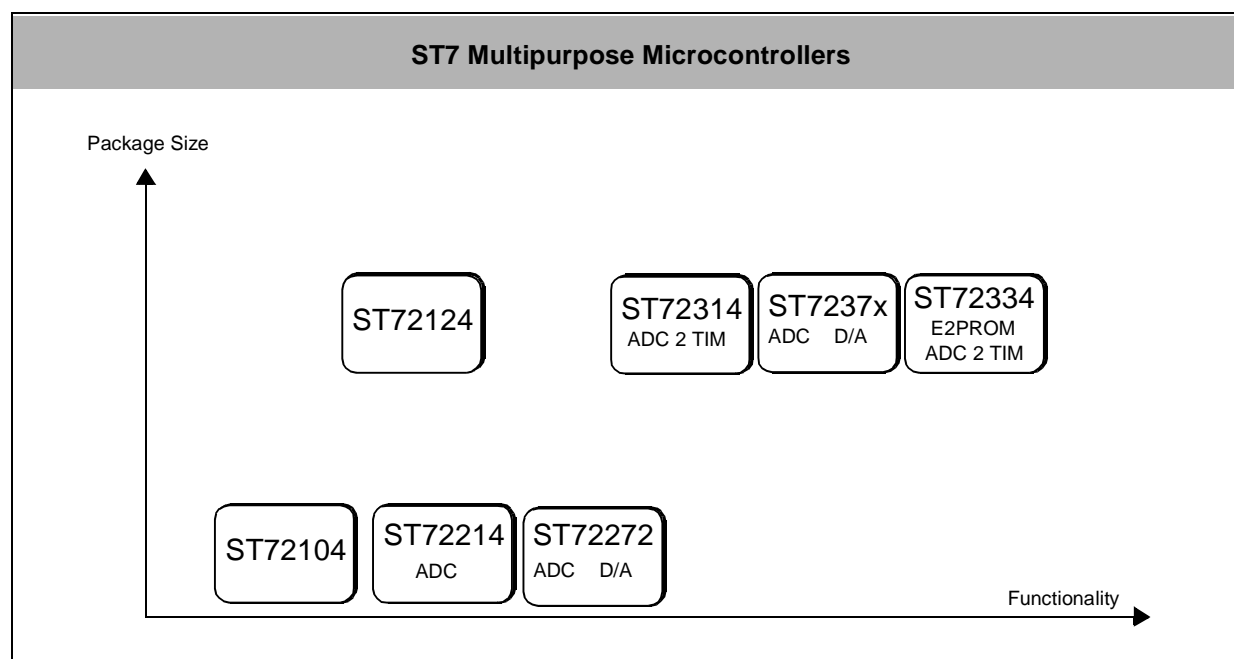 ST7 Multipurpose Microcontrollers
Package Size
ST72124
ST72314
ADC 2 TIM
ST7237x
ADC D/A
ST72334
E2PROM
ADC 2 TIM
ST72104
ST72214
ADC
ST72272
ADC D/A
Functionality